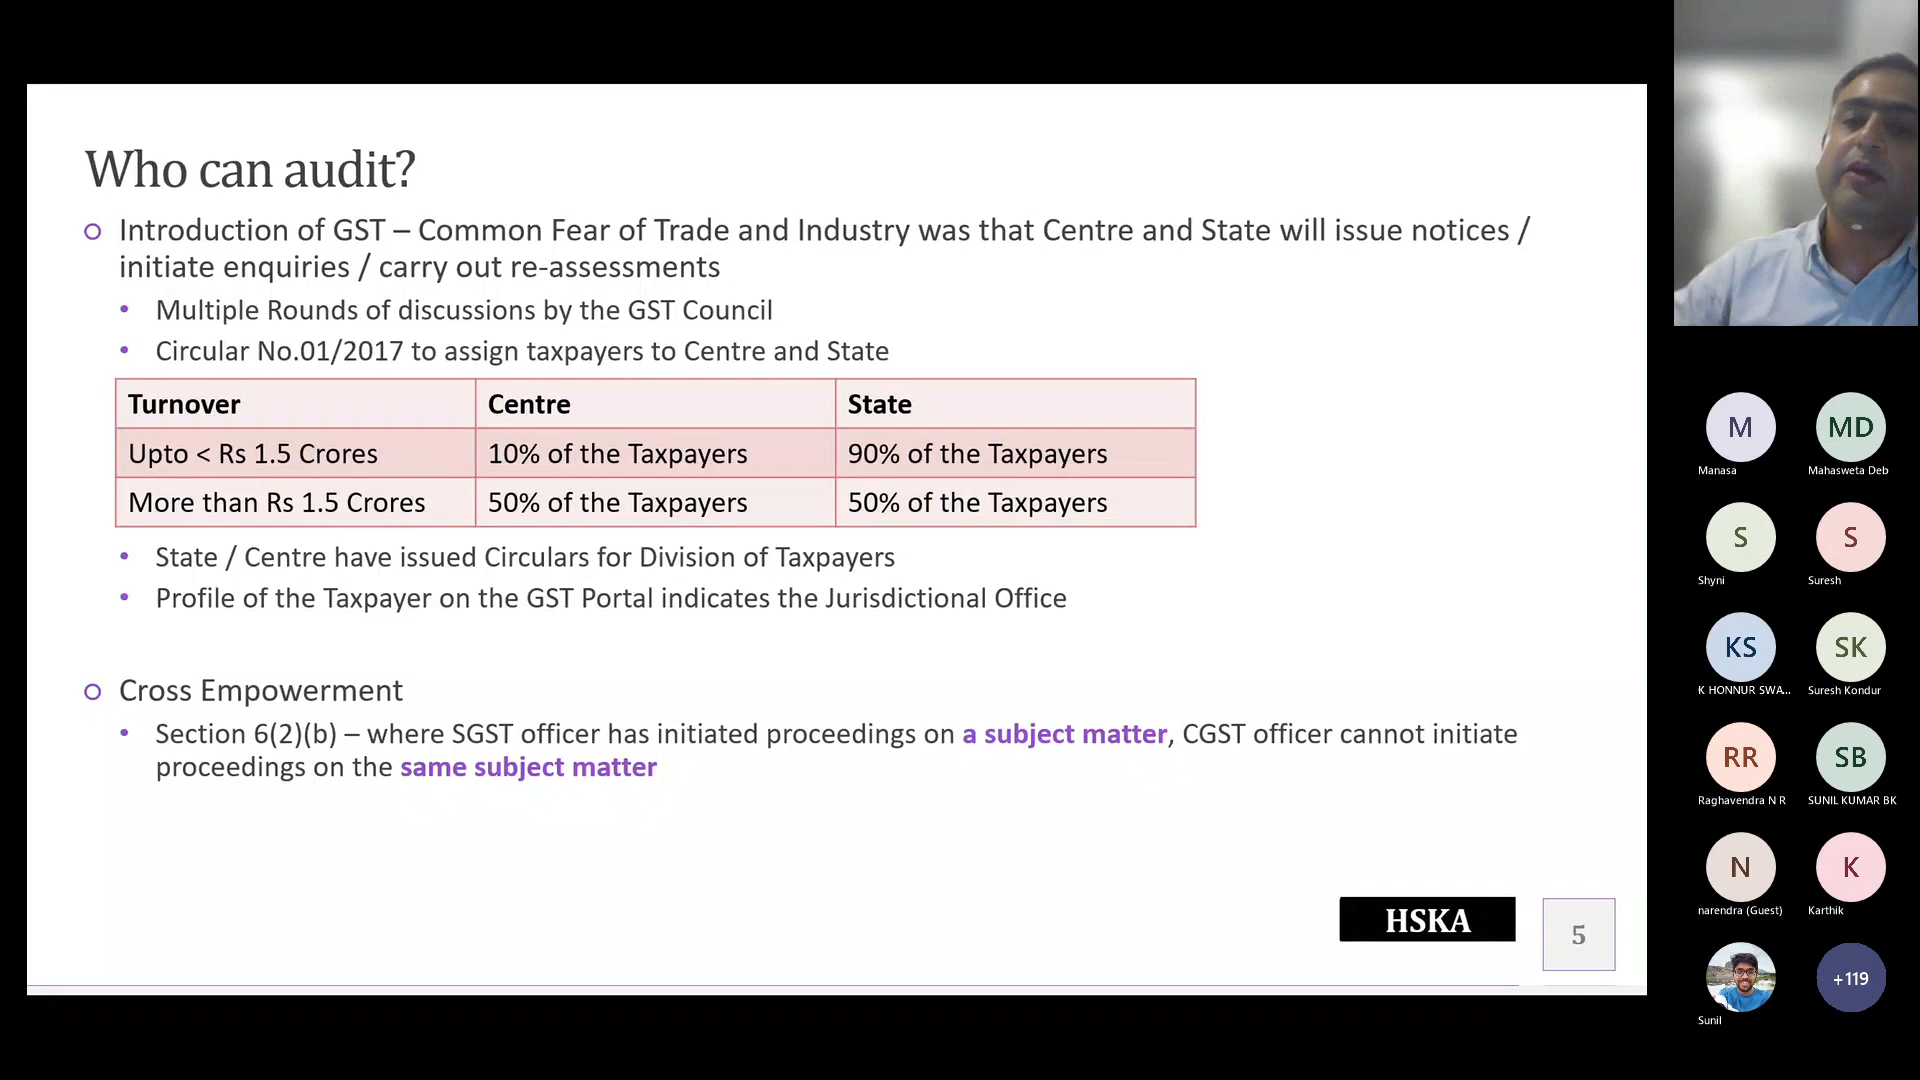 Who can audit?
Introduction of GST – Common Fear of Trade and Industry was that Centre and State will issue notices /
initiate enquiries / carry out re-assessments
Multiple Rounds of discussions by the GST Council
Circular No.01/2017 to assign taxpayers to Centre and State
Turnover Centre State
Upto < Rs 1.5 Crores 10% of the Taxpayers 90% of the Taxpayers
More than Rs 1.5 Crores 50% of the Taxpayers 50% of the Taxpayers
State / Centre have issued Circulars for Division of Taxpayers
Profile of the Taxpayer on the GST Portal indicates the Jurisdictional Office
Cross Empowerment
Section 6(2)(b) – where SGST officer has initiated proceedings on a subject matter, CGST officer cannot initiate
proceedings on the same subject matter
HSKA
5
M MD
Manasa Mahasweta Deb
S S
Shyni Suresh
KS SK
K HONNUR SWA... Suresh Kondur
RR SB
Raghavendra N R SUNIL KUMAR BK
N K
narendra (Guest) Karthik
+119
Sunil